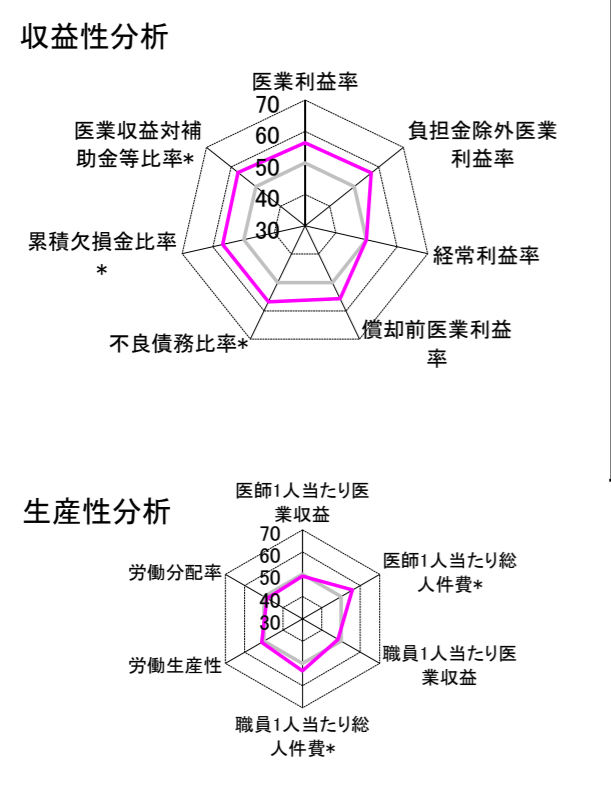 収益性分析
医業利益率
70
60
50
40
30
負担金除外医業
利益率
経常利益率
償却前医業利益
率
不良債務比率*
累積欠損金比率
*
医業収益対補
助金等比率*
生産性分析
医師1人当たり医
業収益
70
60
50
40
30
医師1人当たり総
人件費*
職員1人当たり医
業収益
職員1人当たり総
人件費*
労働生産性
労働分配率